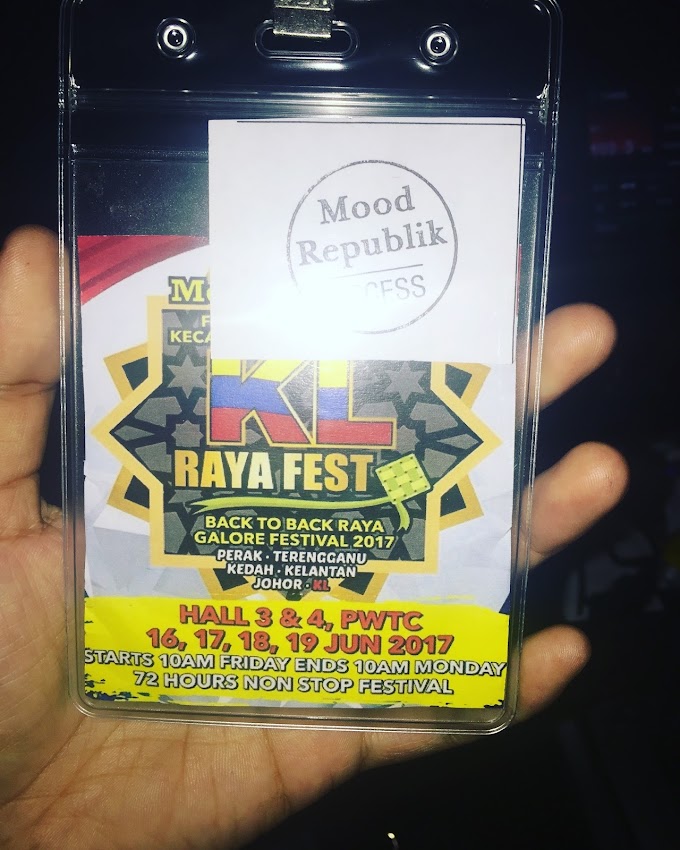 Mood
Republik
KL
RAYA FEST
BACK TO BACK RAYA
GALORE FESTIVAL 2017
PERAK · TERENGGANU
KEDAH · KELANTAN
JOHOR · KL
HALL 3 & 4, PWTC
16, 17, 18, 19 JUN 2017
STARTS 10AM FRIDAY ENDS 10AM MONDAY
72 HOURS NON STOP FESTIVAL